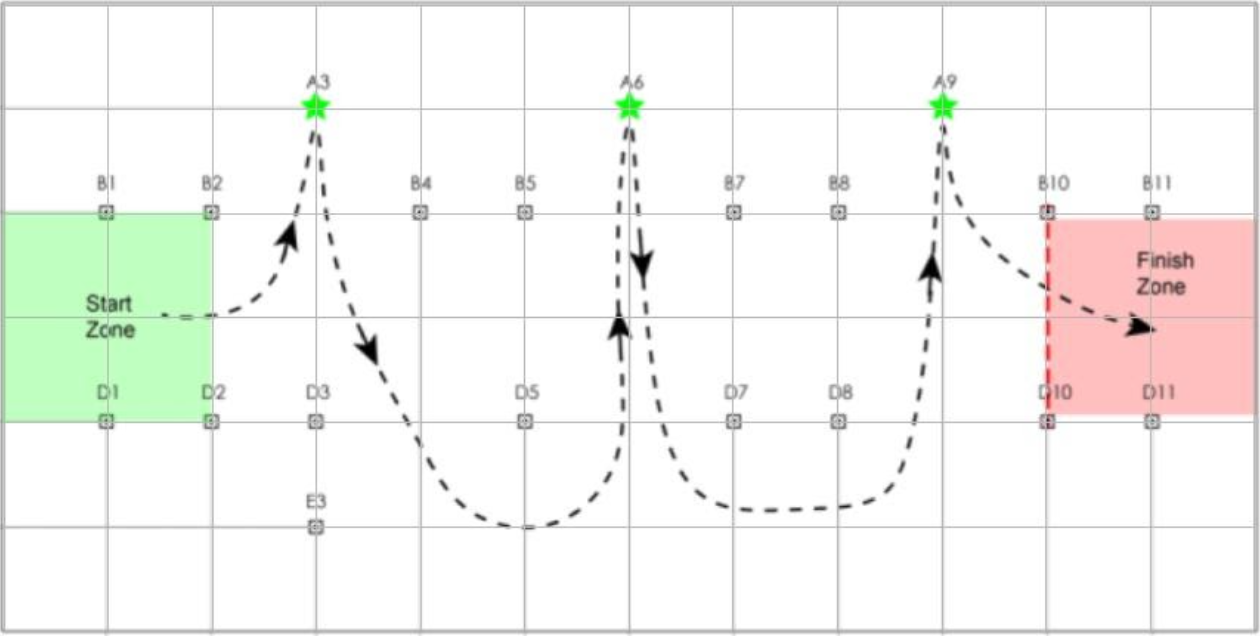 A3 A6 A9
B1 B2 B4 B5 B7 B8 B10 B11
Finish
Zone
Start
Zone
D1 D2 D3 D5 D7 D8 D10 D11
E3